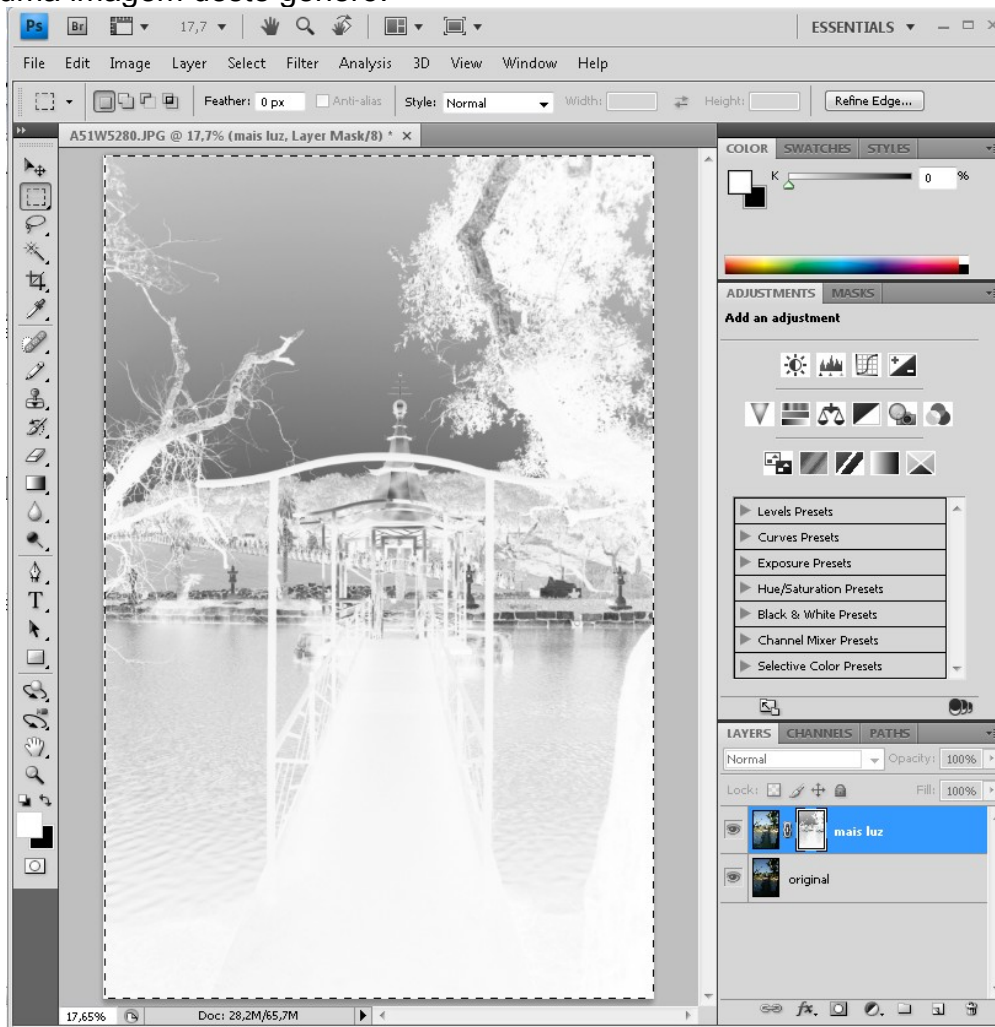 uma imagem deste género:
Ps Br 17,7 ESSENTIALS
File Edit Image Layer Select Filter Analysis 3D View Window Help
Feather: 0 px Anti-alias Style: Normal Width: Height: Refine Edge...
A51W5280.JPG @ 17,7% (mais luz, Layer Mask/8) * x
COLOR SWATCHES STYLES
K 0 %
ADJUSTMENTS MASKS
Add an adjustment
Levels Presets
Curves Presets
Exposure Presets
Hue/Saturation Presets
Black & White Presets
Channel Mixer Presets
Selective Color Presets
LAYERS CHANNELS PATHS
Normal Opacity: 100%
Lock: Fill: 100%
mais luz
original
17,65% Doc: 28,2M/65,7M
fx.